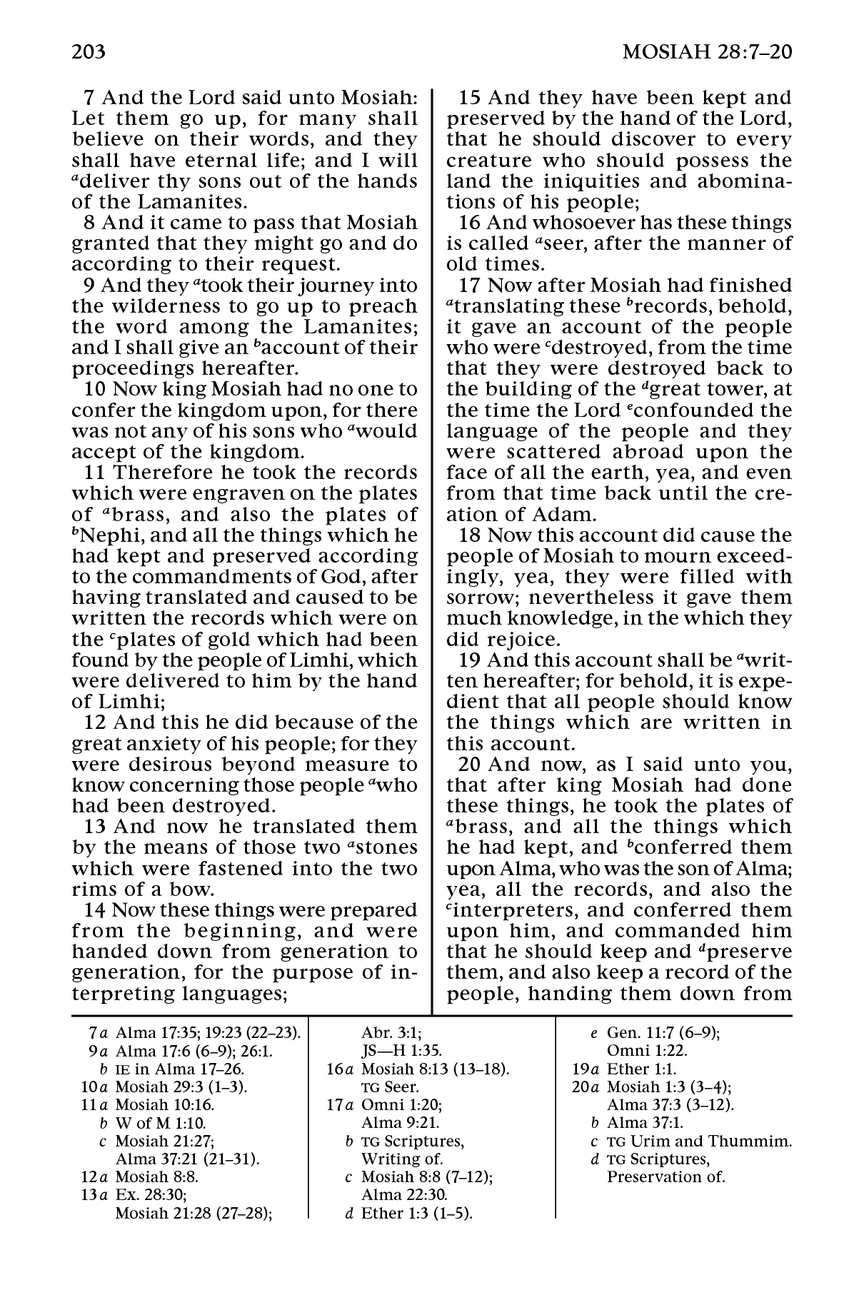 203
MOSIAH 28:7–20
7 And the Lord said unto Mosiah:
Let them go up, for many shall
believe on their words, and they
shall have eternal life; and I will
adeliver thy sons out of the hands
of the Lamanites.
8 And it came to pass that Mosiah
granted that they might go and do
according to their request.
9 And they atook their journey into
the wilderness to go up to preach
the word among the Lamanites;
and I shall give an baccount of their
proceedings hereafter.
10 Now king Mosiah had no one to
confer the kingdom upon, for there
was not any of his sons who awould
accept of the kingdom.
11 Therefore he took the records
which were engraven on the plates
of abrass, and also the plates of
bNephi, and all the things which he
had kept and preserved according
to the commandments of God, after
having translated and caused to be
written the records which were on
the cplates of gold which had been
found by the people of Limhi, which
were delivered to him by the hand
of Limhi;
12 And this he did because of the
great anxiety of his people; for they
were desirous beyond measure to
know concerning those people awho
had been destroyed.
13 And now he translated them
by the means of those two astones
which were fastened into the two
rims of a bow.
14 Now these things were prepared
from the beginning, and were
handed down from generation to
generation, for the purpose of in-
terpreting languages;
15 And they have been kept and
preserved by the hand of the Lord,
that he should discover to every
creature who should possess the
land the iniquities and abomina-
tions of his people;
16 And whosoever has these things
is called aseer, after the manner of
old times.
17 Now after Mosiah had finished
atranslating these brecords, behold,
it gave an account of the people
who were cdestroyed, from the time
that they were destroyed back to
the building of the dgreat tower, at
the time the Lord econfounded the
language of the people and they
were scattered abroad upon the
face of all the earth, yea, and even
from that time back until the cre-
ation of Adam.
18 Now this account did cause the
people of Mosiah to mourn exceed-
ingly, yea, they were filled with
sorrow; nevertheless it gave them
much knowledge, in the which they
did rejoice.
19 And this account shall be awrit-
ten hereafter; for behold, it is expe-
dient that all people should know
the things which are written in
this account.
20 And now, as I said unto you,
that after king Mosiah had done
these things, he took the plates of
abrass, and all the things which
he had kept, and bconferred them
upon Alma, who was the son of Alma;
yea, all the records, and also the
cinterpreters, and conferred them
upon him, and commanded him
that he should keep and dpreserve
them, and also keep a record of the
people, handing them down from
7a Alma 17:35; 19:23 (22–23).
9a Alma 17:6 (6–9); 26:1.
b IE in Alma 17–26.
10a Mosiah 29:3 (1–3).
11a Mosiah 10:16.
b W of M 1:10.
c Mosiah 21:27;
Alma 37:21 (21–31).
12a Mosiah 8:8.
13a Ex. 28:30;
Mosiah 21:28 (27–28);
Abr. 3:1;
JS—H 1:35.
16a Mosiah 8:13 (13–18).
TG Seer.
17a Omni 1:20;
Alma 9:21.
b TG Scriptures,
Writing of.
c Mosiah 8:8 (7–12);
Alma 22:30.
d Ether 1:3 (1–5).
e Gen. 11:7 (6–9);
Omni 1:22.
19a Ether 1:1.
20a Mosiah 1:3 (3–4);
Alma 37:3 (3–12).
b Alma 37:1.
c TG Urim and Thummim.
d TG Scriptures,
Preservation of.